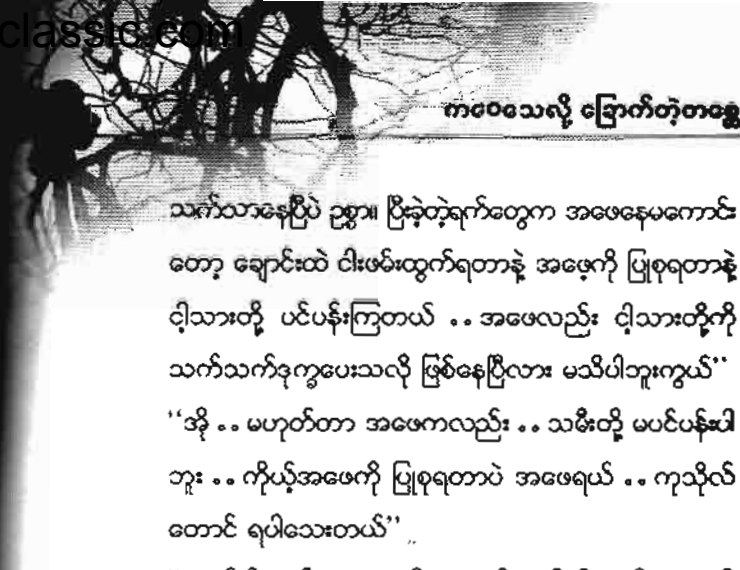 classic.com
ကဝေသေလို့ ခြောက်တဲ့တစ္ဆေ
သက်သာနေပြီပဲ ဥစ္စာ။ ပြီးခဲ့တဲ့ရက်တွေက အဖေနေမကောင်း
တော့ ချောင်းထဲ ငါးဖမ်းထွက်ရတာနဲ့ အဖေ့ကို ပြုစုရတာနဲ့
ငါ့သားတို့ ပင်ပန်းကြတယ် .. အဖေလည်း ငါ့သားတို့ကို
သက်သက်ဒုက္ခပေးသလို ဖြစ်နေပြီလား မသိပါဘူးကွယ်’’
‘‘အို .. မဟုတ်တာ အဖေကလည်း .. သမီးတို့ မပင်ပန်းပါ
ဘူး .. ကိုယ့်အဖေကို ပြုစုရတာပဲ အဖေရယ် .. ကုသိုလ်
တောင် ရပါသေးတယ်’’